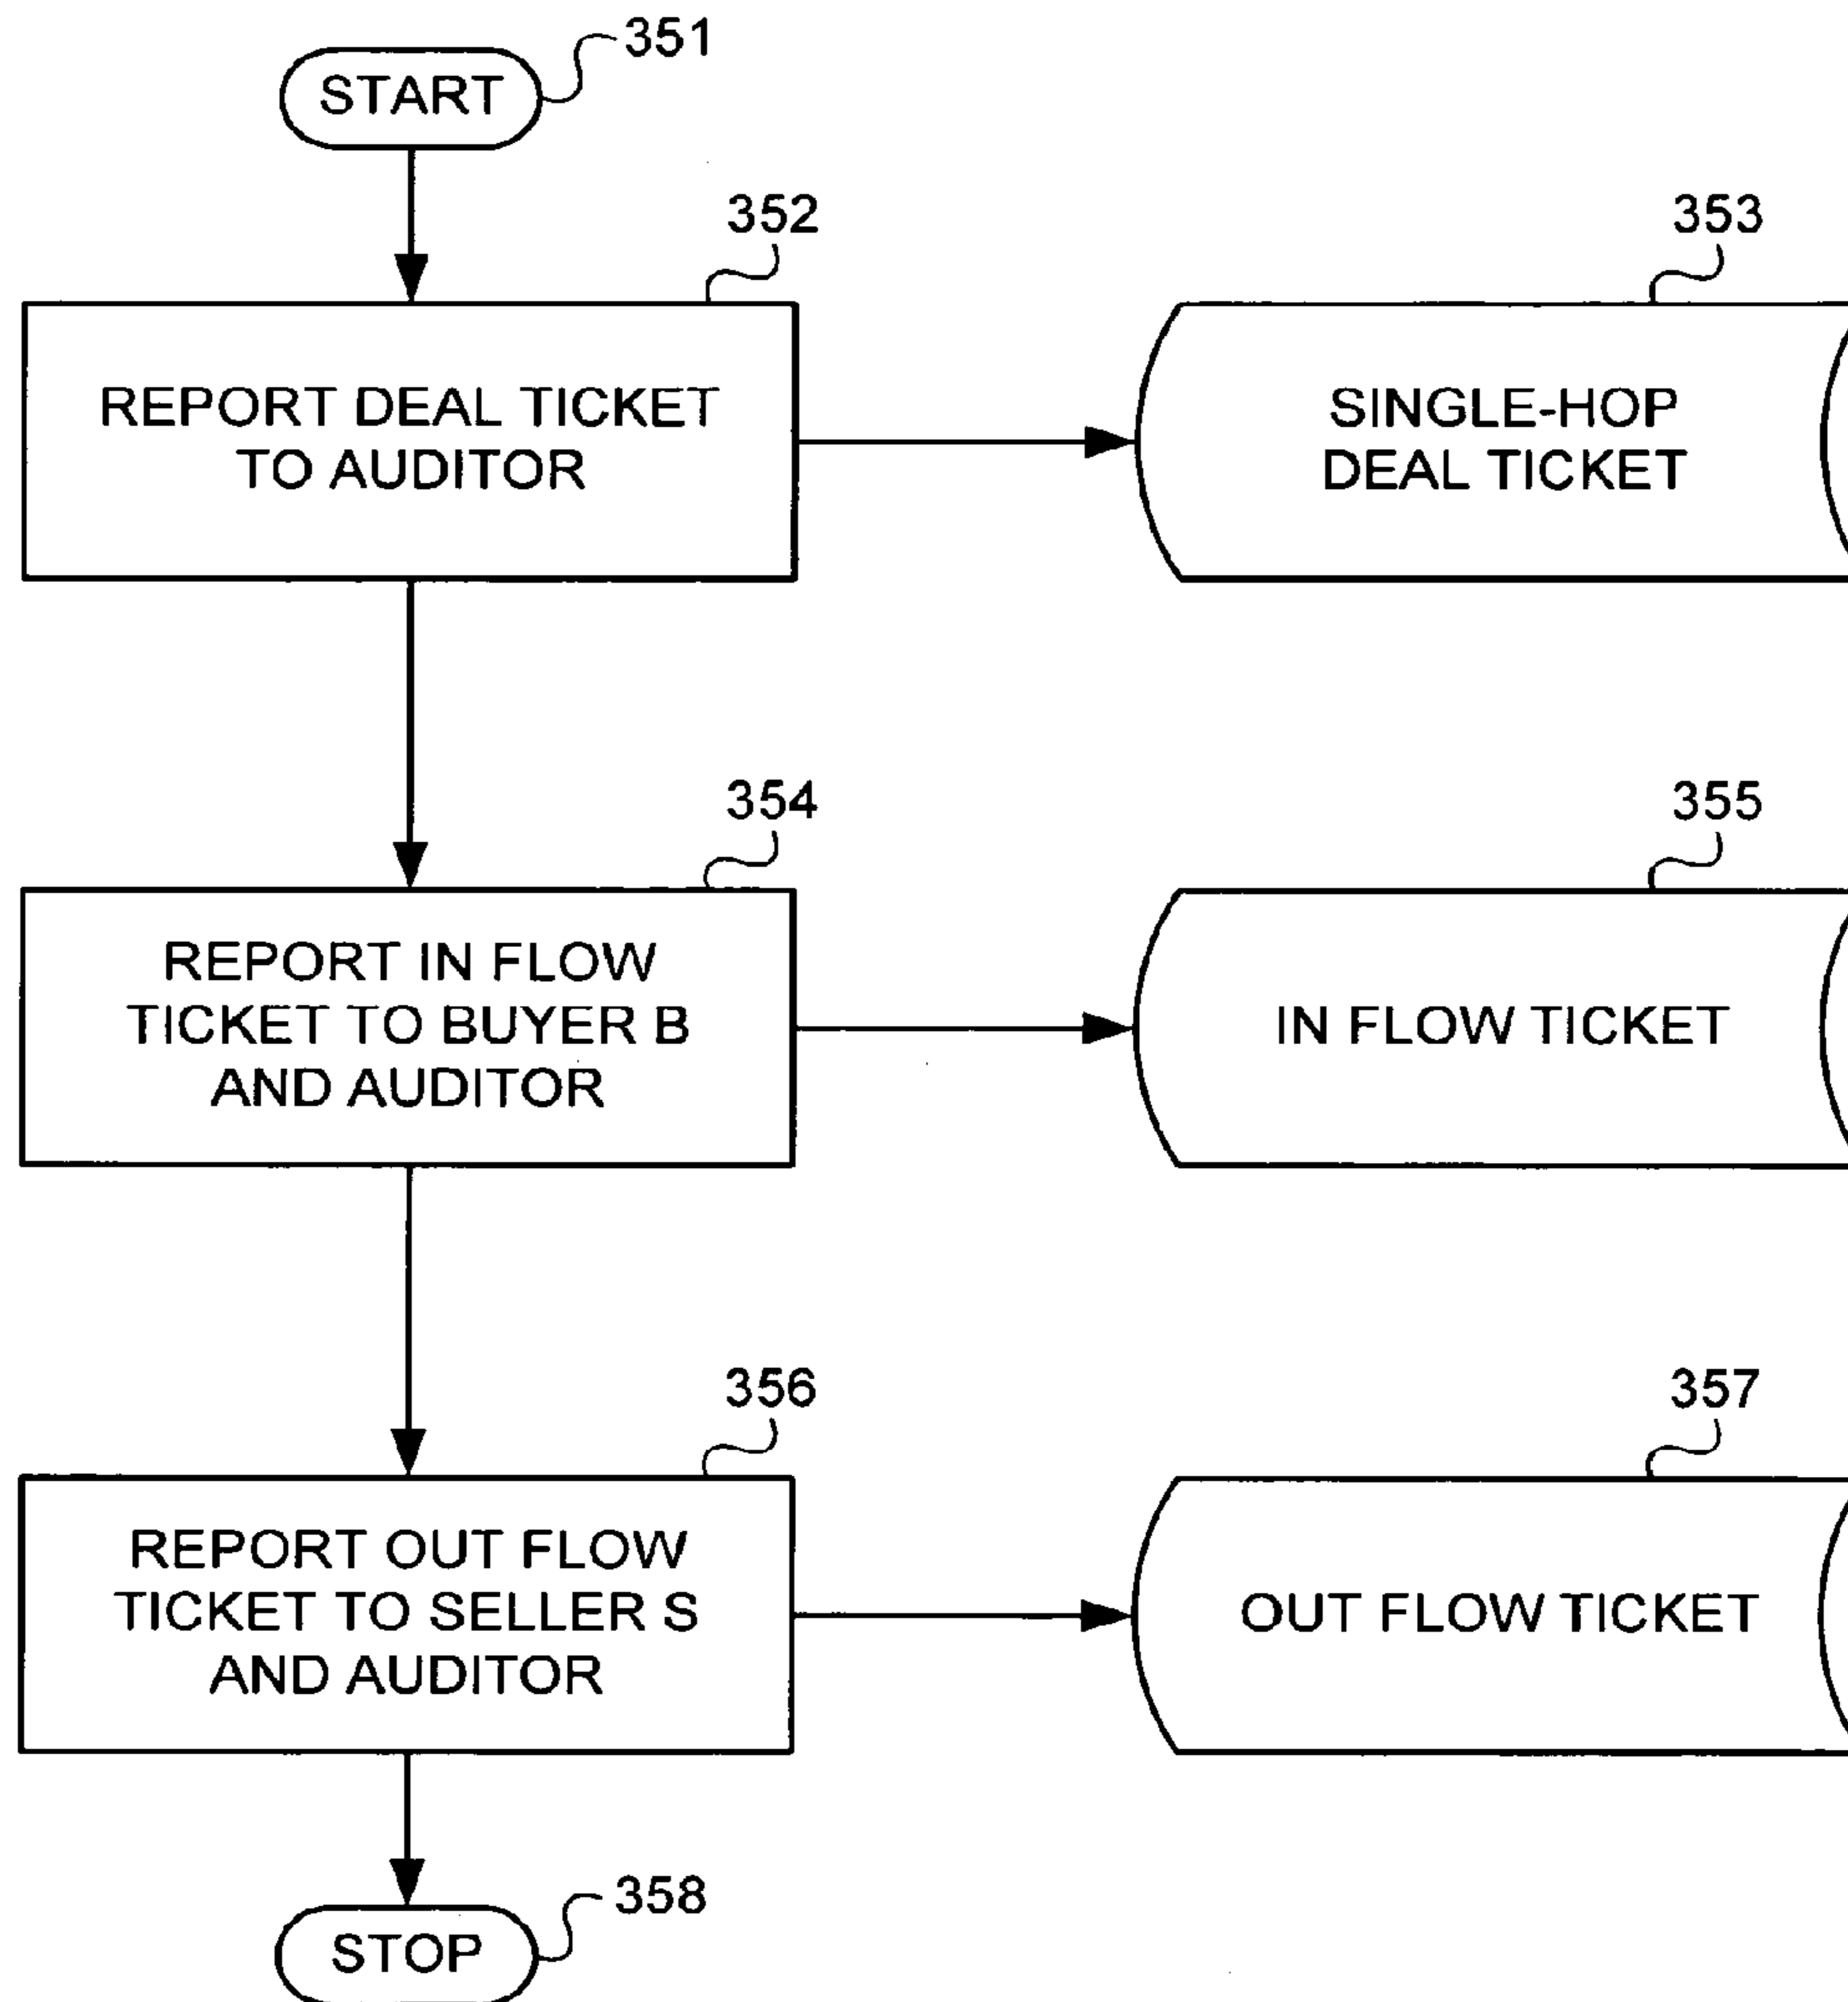 351
START
352
353
REPORT DEAL TICKET
TO AUDITOR
SINGLE-HOP
DEAL TICKET
354
355
REPORT IN FLOW
TICKET TO BUYER B
AND AUDITOR
IN FLOW TICKET
356
357
REPORT OUT FLOW
TICKET TO SELLER S
AND AUDITOR
OUT FLOW TICKET
358
STOP